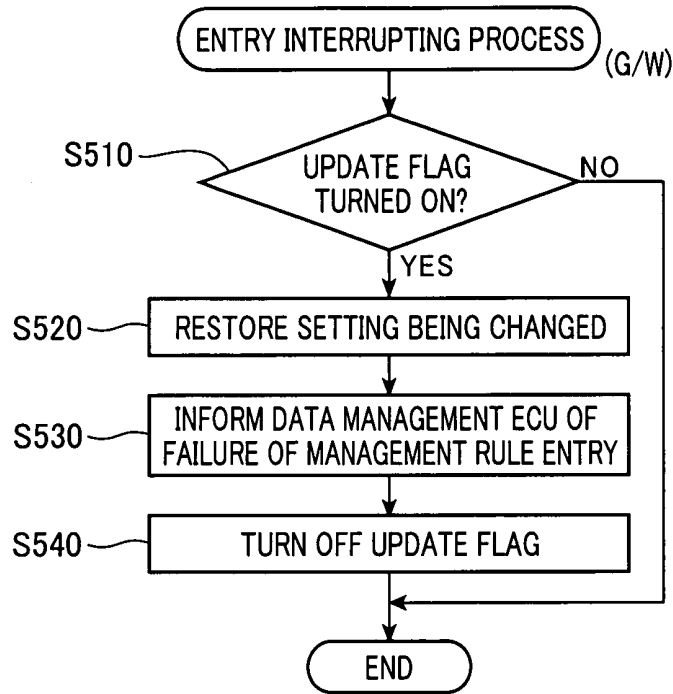 ENTRY INTERRUPTING PROCESS
(G/W)
S510
UPDATE FLAG
TURNED ON?
NO
YES
S520
RESTORE SETTING BEING CHANGED
S530
INFORM DATA MANAGEMENT ECU OF
FAILURE OF MANAGEMENT RULE ENTRY
S540
TURN OFF UPDATE FLAG
END